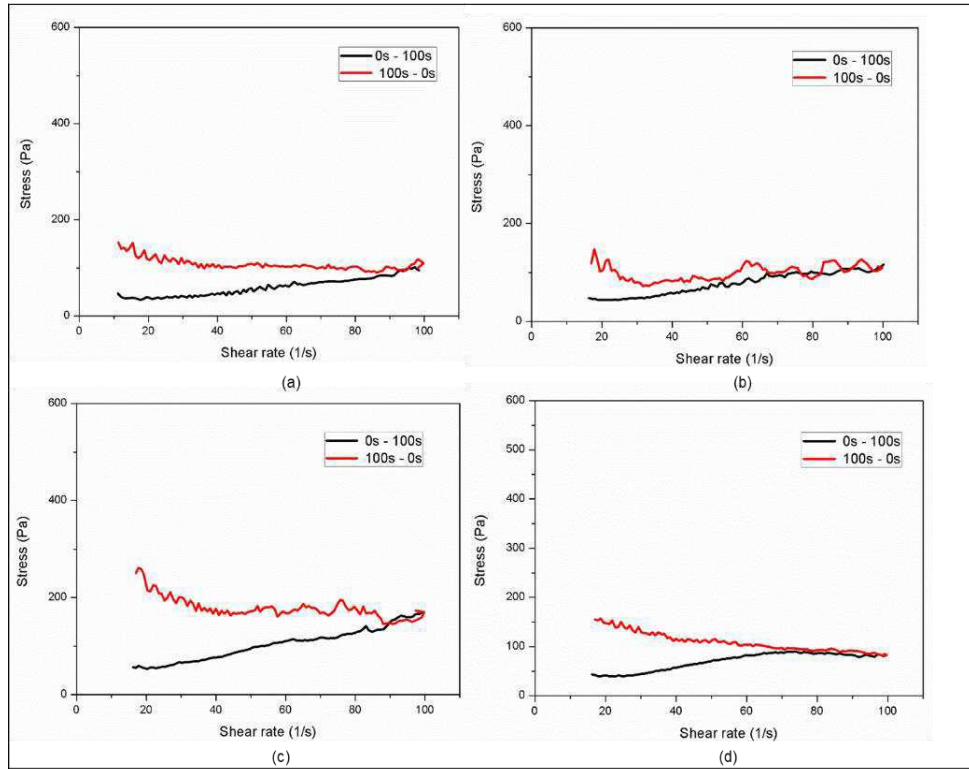 600
400
200
0
Stress (Pa)
0s - 100s
100s - 0s
0 20 40 60 80 100
Shear rate (1/s)
(a)
600
400
200
0
Stress (Pa)
0s - 100s
100s - 0s
0 20 40 60 80 100
Shear rate (1/s)
(b)
600
400
200
0
Stress (Pa)
0s - 100s
100s - 0s
0 20 40 60 80 100
Shear rate (1/s)
(c)
600
500
400
300
200
100
0
Stress (Pa)
0s - 100s
100s - 0s
0 20 40 60 80 100
Shear rate (1/s)
(d)